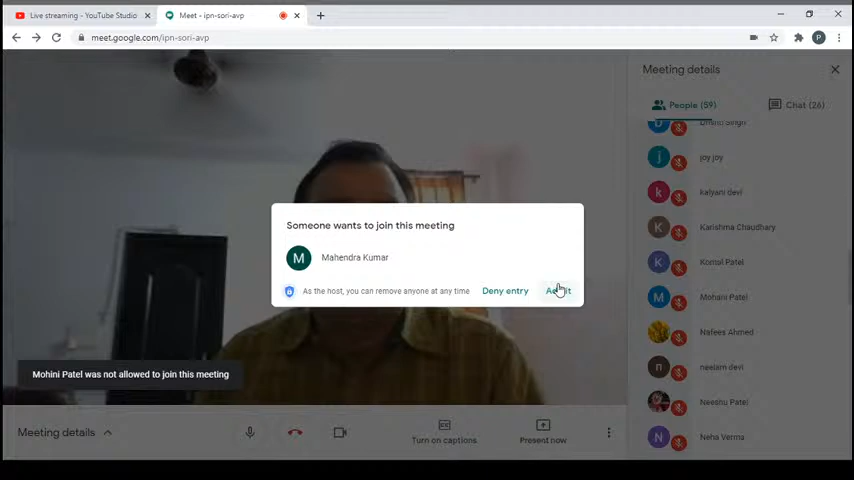 Live streaming - YouTube Studio
Meet - ipn-sori-avp
meet.google.com/ipn-sori-avp
P
Meeting details
People (59)
Chat (26)
joy joy
k
kalyani devi
K
Karishma Chaudhary
K
Komal Patel
M
Mohani Patel
Nafees Ahmed
n
neelam devi
Neeshu Patel
N
Neha Verma
Someone wants to join this meeting
M
Mahendra Kumar
As the host, you can remove anyone at any time
Deny entry
Mohini Patel was not allowed to join this meeting
Meeting details
Turn on captions
Present now